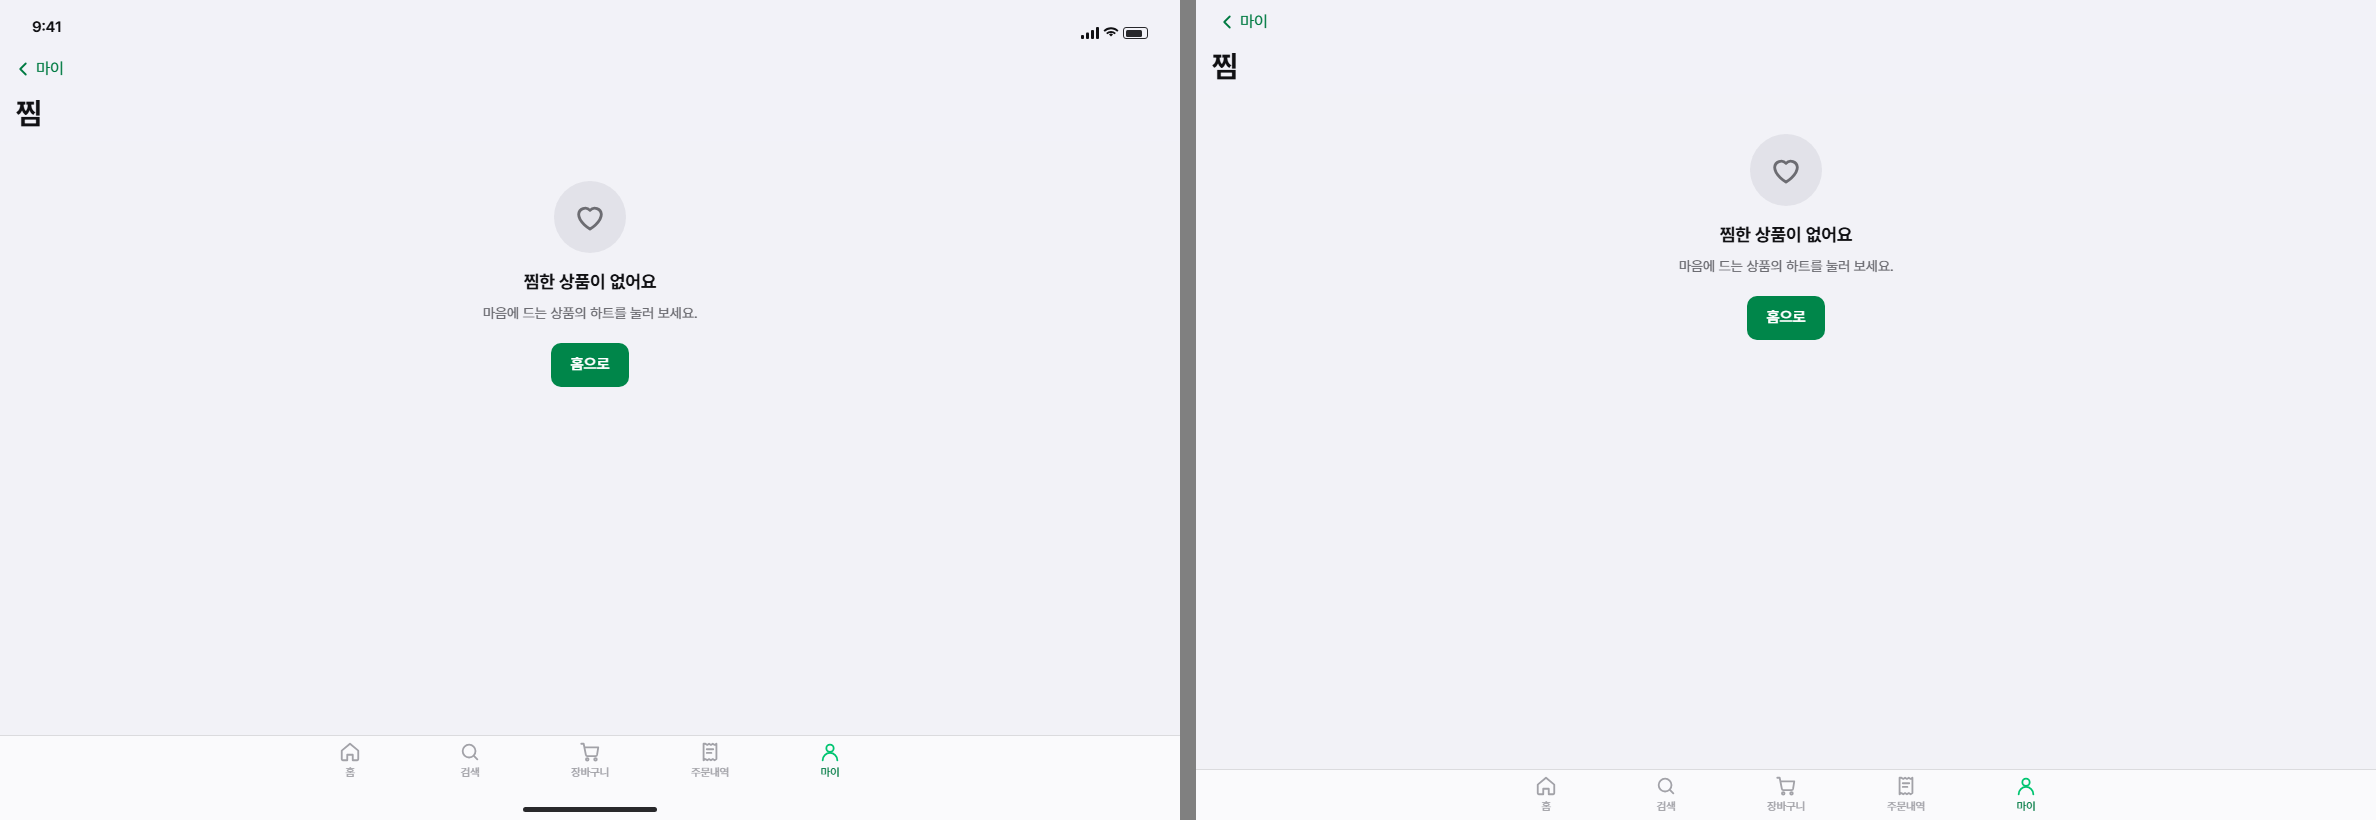 9:41
마이
찜
찜한 상품이 없어요
마음에 드는 상품의 하트를 눌러 보세요.
홈으로
홈
검색
장바구니
주문내역
마이
마이
찜
찜한 상품이 없어요
마음에 드는 상품의 하트를 눌러 보세요.
홈으로
홈
검색
장바구니
주문내역
마이